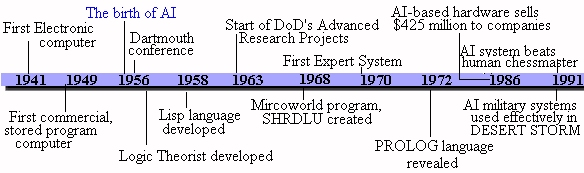 The birth of AI
First Electronic
computer
Dartmouth
conference
Start of DoD's Advanced
Research Projects
First Expert System
AI-based hardware sells
$425 million to companies
AI system beats
human chessmaster
1941 1949 1956 1958 1963 1968 1970 1972 1986 1991
First commercial,
stored program
computer
Logic Theorist developed
Lisp language
developed
Mircoworld program,
SHRDLU created
PROLOG language
revealed
AI military systems
used effectively in
DESERT STORM